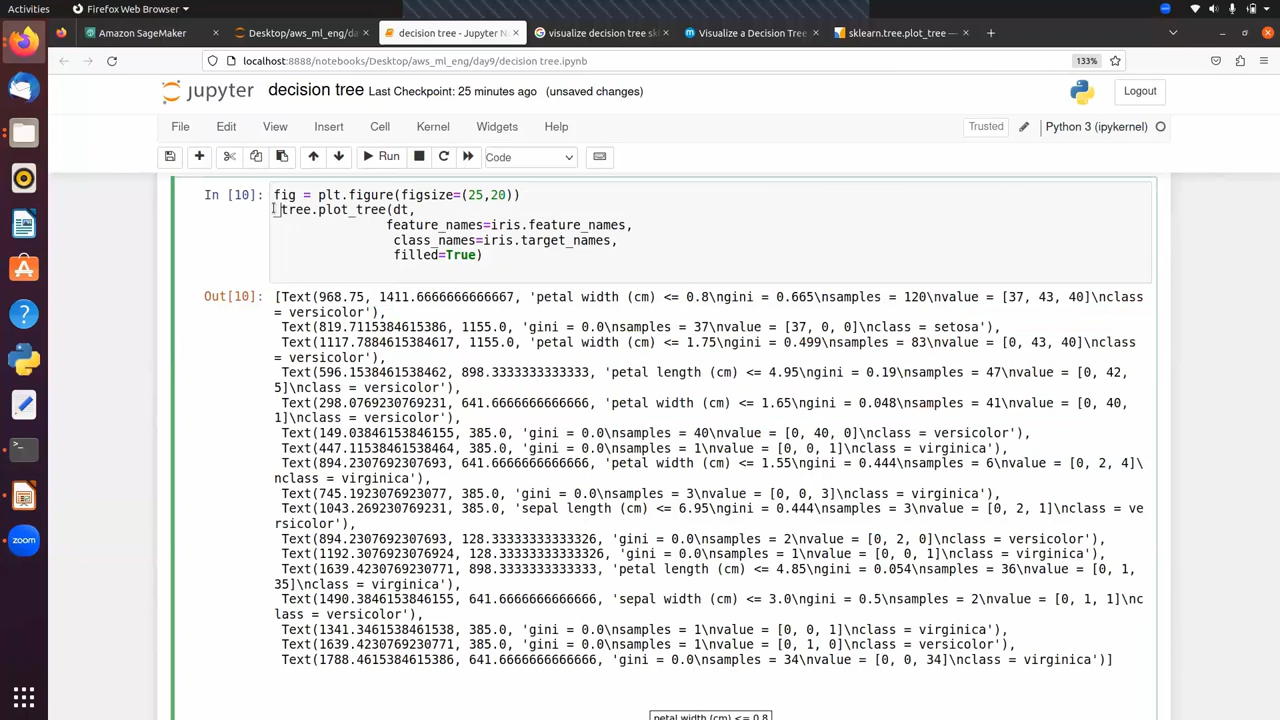 Activities
Firefox Web Browser
Amazon SageMaker
Desktop/aws_ml_eng/da
decision tree - Jupyter N
visualize decision tree sk
Visualize a Decision Tree
sklearn.tree.plot_tree —
localhost:8888/notebooks/Desktop/aws_ml_eng/day9/decision tree.ipynb
133%
jupyter decision tree Last Checkpoint: 25 minutes ago (unsaved changes)
Logout
File Edit View Insert Cell Kernel Widgets Help
Trusted
Python 3 (ipykernel)
Run
Code
In [10]: fig = plt.figure(figsize=(25,20))
_tree.plot_tree(dt,
feature_names=iris.feature_names,
class_names=iris.target_names,
filled=True)
Out[10]: [Text(968.75, 1411.6666666666667, 'petal width (cm) <= 0.8\ngini = 0.665\nsamples = 120\nvalue = [37, 43, 40]\nclass
= versicolor'),
Text(819.7115384615386, 1155.0, 'gini = 0.0\nsamples = 37\nvalue = [37, 0, 0]\nclass = setosa'),
Text(1117.7884615384617, 1155.0, 'petal width (cm) <= 1.75\ngini = 0.499\nsamples = 83\nvalue = [0, 43, 40]\nclass
= versicolor'),
Text(596.1538461538462, 898.3333333333333, 'petal length (cm) <= 4.95\ngini = 0.19\nsamples = 47\nvalue = [0, 42,
5]\nclass = versicolor'),
Text(298.0769230769231, 641.6666666666666, 'petal width (cm) <= 1.65\ngini = 0.048\nsamples = 41\nvalue = [0, 40,
1]\nclass = versicolor'),
Text(149.03846153846155, 385.0, 'gini = 0.0\nsamples = 40\nvalue = [0, 40, 0]\nclass = versicolor'),
Text(447.11538461538464, 385.0, 'gini = 0.0\nsamples = 1\nvalue = [0, 0, 1]\nclass = virginica'),
Text(894.2307692307693, 641.6666666666666, 'petal width (cm) <= 1.55\ngini = 0.444\nsamples = 6\nvalue = [0, 2, 4]\
nclass = virginica'),
Text(745.1923076923077, 385.0, 'gini = 0.0\nsamples = 3\nvalue = [0, 0, 3]\nclass = virginica'),
Text(1043.269230769231, 385.0, 'sepal length (cm) <= 6.95\ngini = 0.444\nsamples = 3\nvalue = [0, 2, 1]\nclass = ve
rsicolor'),
Text(894.2307692307693, 128.33333333333326, 'gini = 0.0\nsamples = 2\nvalue = [0, 2, 0]\nclass = versicolor'),
Text(1192.3076923076924, 128.33333333333326, 'gini = 0.0\nsamples = 1\nvalue = [0, 0, 1]\nclass = virginica'),
Text(1639.4230769230771, 898.3333333333333, 'petal length (cm) <= 4.85\ngini = 0.054\nsamples = 36\nvalue = [0, 1,
35]\nclass = virginica'),
Text(1490.3846153846155, 641.6666666666666, 'sepal width (cm) <= 3.0\ngini = 0.5\nsamples = 2\nvalue = [0, 1, 1]\nc
lass = versicolor'),
Text(1341.3461538461538, 385.0, 'gini = 0.0\nsamples = 1\nvalue = [0, 0, 1]\nclass = virginica'),
Text(1639.4230769230771, 385.0, 'gini = 0.0\nsamples = 1\nvalue = [0, 1, 0]\nclass = versicolor'),
Text(1788.4615384615386, 641.6666666666666, 'gini = 0.0\nsamples = 34\nvalue = [0, 0, 34]\nclass = virginica')]
petal width (cm) <= 0.8
zoom